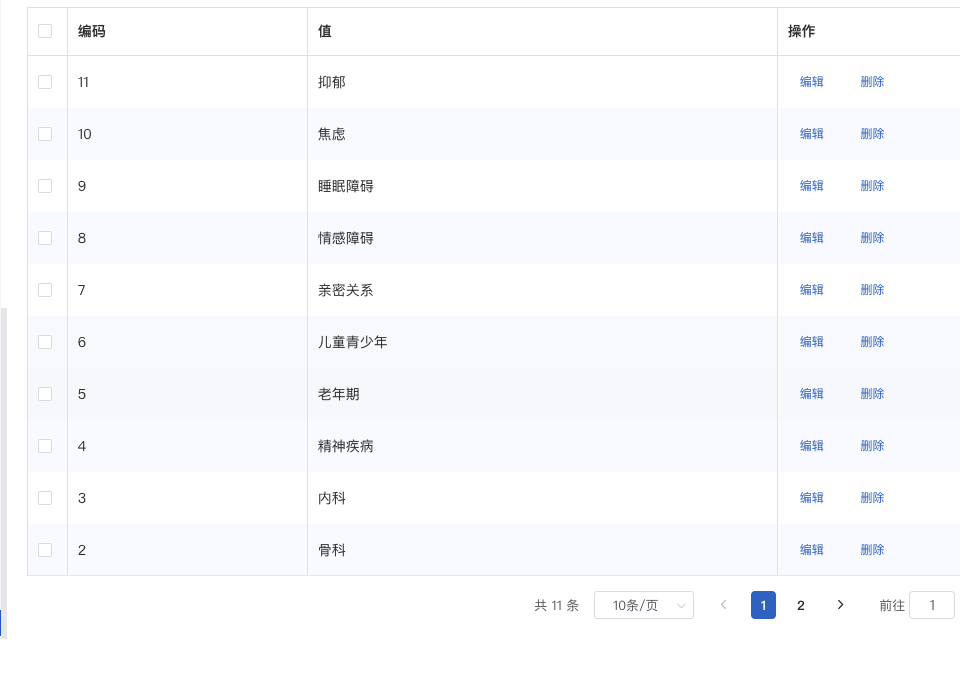 编码 值 操作
11 抑郁 编辑 删除
10 焦虑 编辑 删除
9 睡眠障碍 编辑 删除
8 情感障碍 编辑 删除
7 亲密关系 编辑 删除
6 儿童青少年 编辑 删除
5 老年期 编辑 删除
4 精神疾病 编辑 删除
3 内科 编辑 删除
2 骨科 编辑 删除
共 11 条 10条/页 1 2 前往 1